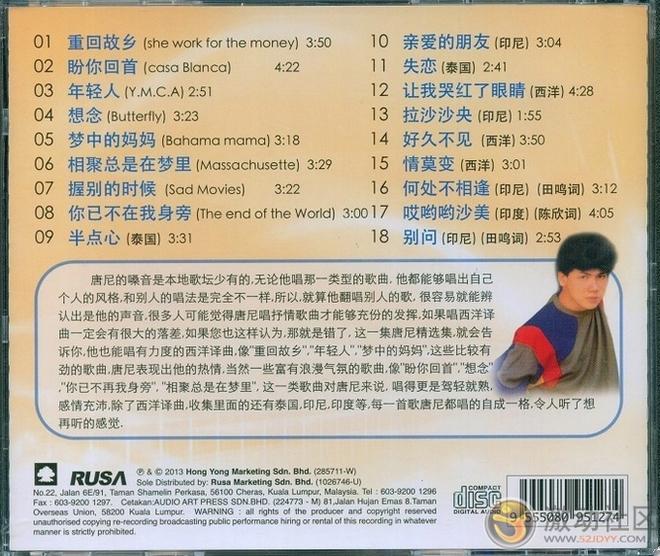 01 重回故乡 (she work for the money) 3:50
02 盼你回首 (casa Blanca) 4:22
03 年轻人 (Y.M.C.A) 2:51
04 想念 (Butterfly) 3:23
05 梦中的妈妈 (Bahama mama) 3:18
06 相聚总是在梦里 (Massachusette) 3:29
07 握别的时候 (Sad Movies) 3:22
08 你已不在我身旁 (The end of the World) 3:00
09 半点心 (泰国) 3:31
10 亲爱的朋友 (印尼) 3:04
11 失恋 (泰国) 2:41
12 让我哭红了眼睛 (西洋) 4:28
13 拉沙沙央 (印尼) 1:55
14 好久不见 (西洋) 3:50
15 情莫变 (西洋) 3:01
16 何处不相逢 (印尼) (田鸣词) 3:12
17 哎哟哟沙美 (印度) (陈欣词) 4:05
18 别问 (印尼) (田鸣词) 2:53
唐尼的嗓音是本地歌坛少有的,无论他唱那一类型的歌曲, 他都能够唱出自己
个人的风格,和别人的唱法是完全不一样,所以,就算他翻唱别人的歌, 很容易就能辨
认出是他的声音,很多人可能觉得唐尼唱抒情歌曲才能够充分的发挥,如果唱西洋译
曲一定会有很大的落差,如果您也这样认为,那就是错了, 这一集唐尼精选集,就会告
诉你,他也能唱有力度的西洋译曲,像"重回故乡","年轻人","梦中的妈妈",这些比较有
劲的歌曲,唐尼表现出他的热情,当然一些富有浪漫气氛的歌曲,像"盼你回首","想念"
,"你已不再我身旁", "相聚总是在梦里", 这一类歌曲对唐尼来说, 唱得更是驾轻就熟,
感情充沛,除了西洋译曲,收集里面的还有泰国,印尼,印度等,每一首歌唐尼都唱的自成一格,令人听了想
再听的感觉.
RUSA
℗ & © 2013 Hong Yong Marketing Sdn. Bhd. (285711-W)
Sole Distributed by: Rusa Marketing Sdn. Bhd. (1026746-U)
No.22, Jalan 6E/91, Taman Shamelin Perkasa, 56100 Cheras, Kuala Lumpur, Malaysia. Tel : 603-9200 1296
Fax : 603-9200 1297. Cetakan:AUDIO ART PRESS SDN.BHD. (224773 - M) 81,Jalan Hujan Emas 8.Taman
Overseas Union, 58200 Kuala Lumpur. WARNING : all rights of the producer and copyright reserved
unauthorised copying re-recording broadcasting public performance hiring or rental of this recording in whatever
manner is strictly prohibited.
COMPACT
disc
DIGITAL AUDIO
9 555080 951274
激动社区
WWW.52JDYY.COM